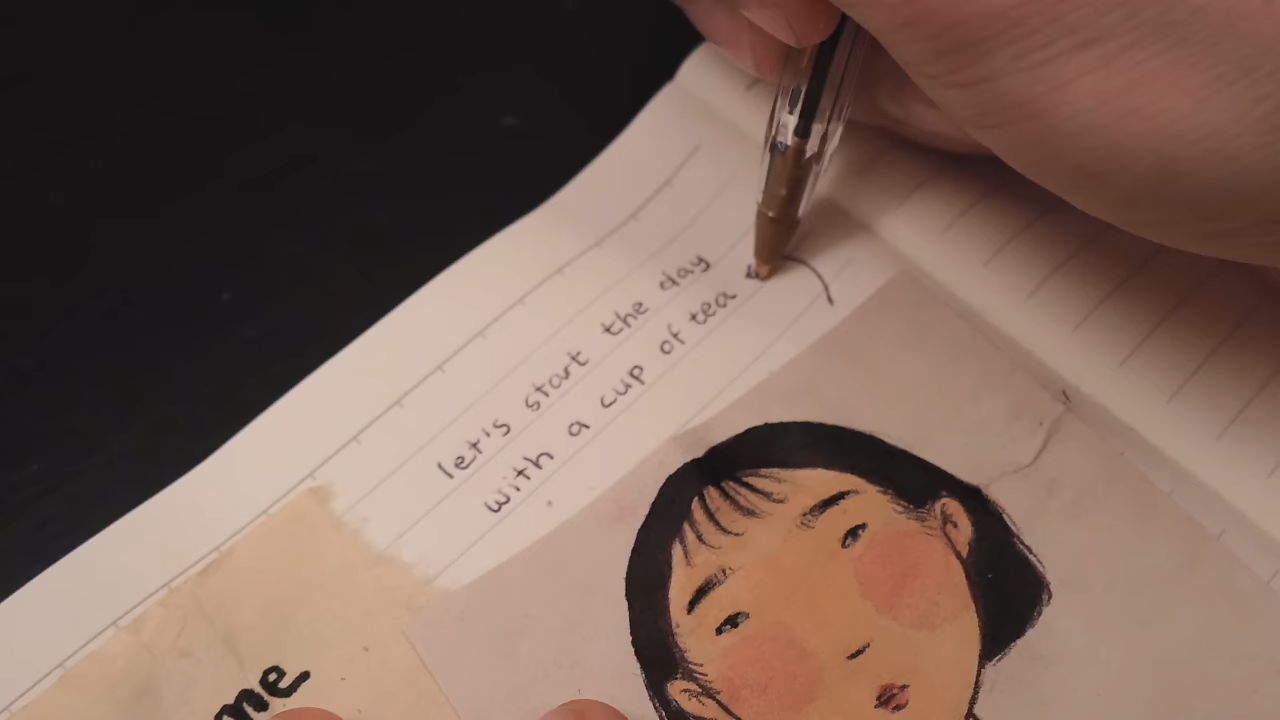 let's start the day
with a cup of tea
me